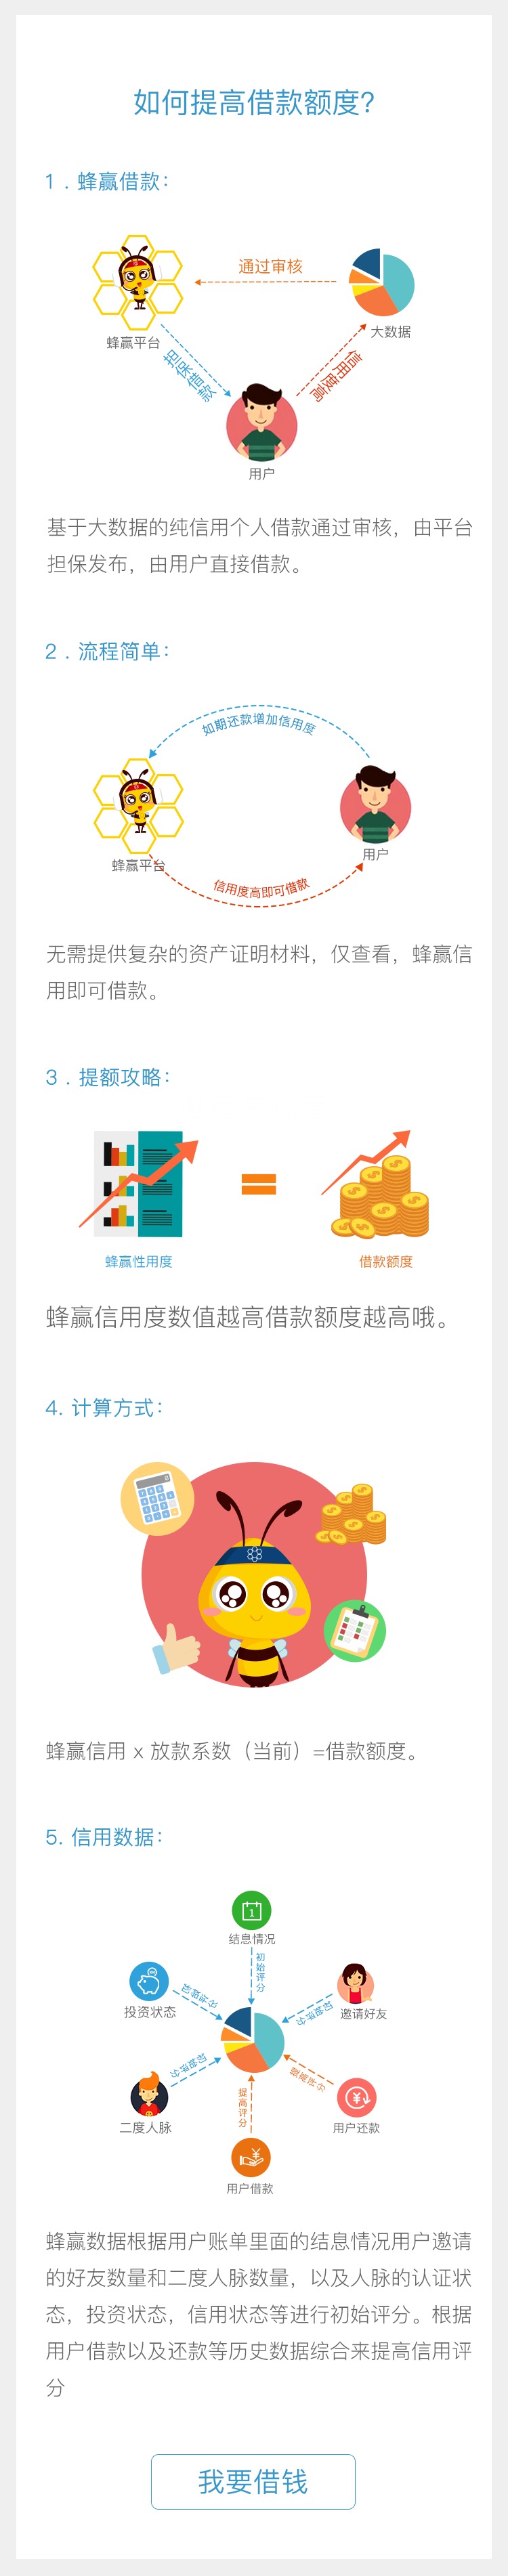 如何提高借款额度?
1 . 蜂赢借款:
通过审核
蜂赢平台
大数据
担保借款
信用度高
用户
基于大数据的纯信用个人借款通过审核, 由平台
担保发布, 由用户直接借款。
2 . 流程简单:
如期还款增加信用度
蜂赢平台
用户
信用度高即可借款
无需提供复杂的资产证明材料, 仅查看, 蜂赢信
用即可借款。
3 . 提额攻略:
蜂赢性用度
借款额度
蜂赢信用度数值越高借款额度越高哦。
4. 计算方式:
蜂赢信用 x 放款系数（当前）=借款额度。
5. 信用数据:
1
结息情况
初始评分
投资状态
初始评分
邀请好友
初始评分
二度人脉
初始评分
用户还款
提高评分
提高评分
用户借款
蜂赢数据根据用户账单里面的结息情况用户邀请
的好友数量和二度人脉数量, 以及人脉的认证状
态, 投资状态, 信用状态等进行初始评分。根据
用户借款以及还款等历史数据综合来提高信用评
分
我要借钱